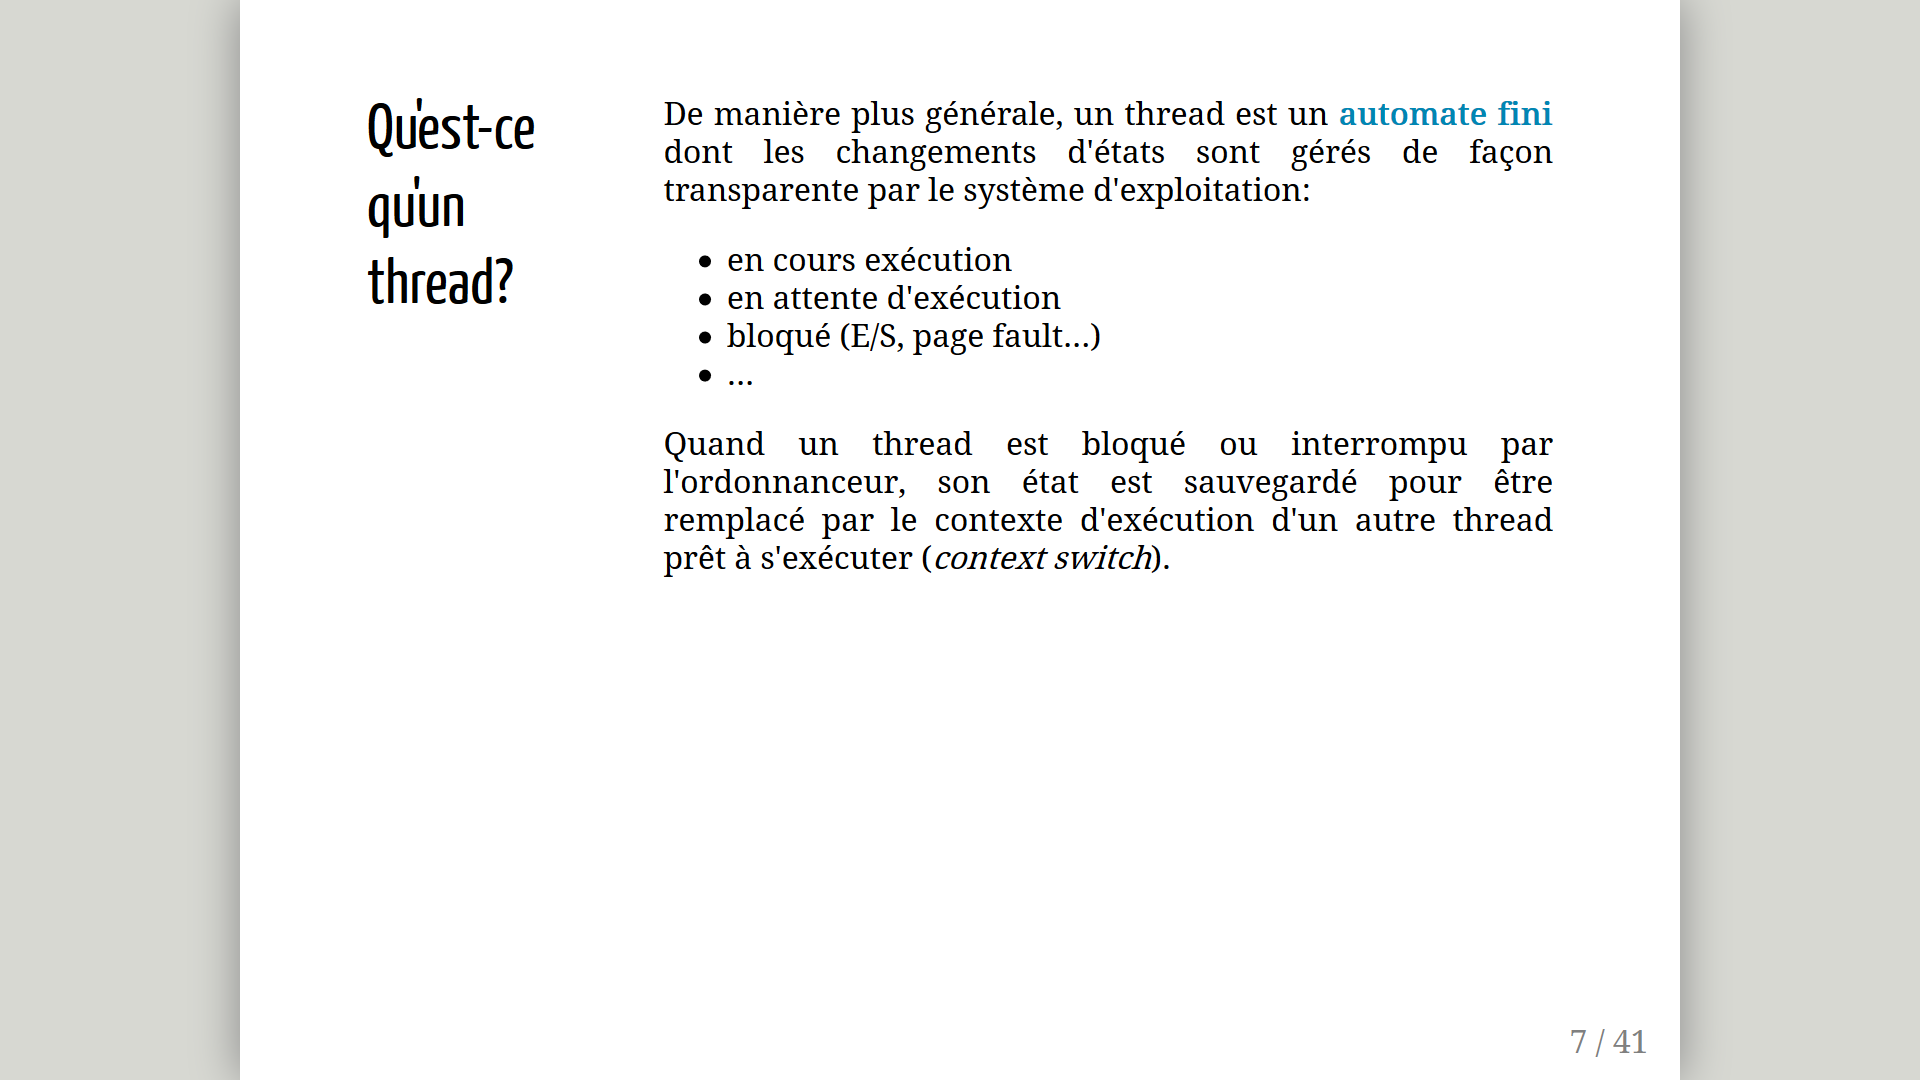 Qu'est-ce
qu'un
thread?
De manière plus générale, un thread est un automate fini
dont les changements d'états sont gérés de façon
transparente par le système d'exploitation:
• en cours exécution
• en attente d'exécution
• bloqué (E/S, page fault...)
• ...
Quand un thread est bloqué ou interrompu par
l'ordonnanceur, son état est sauvegardé pour être
remplacé par le contexte d'exécution d'un autre thread
prêt à s'exécuter (context switch).
7 / 41